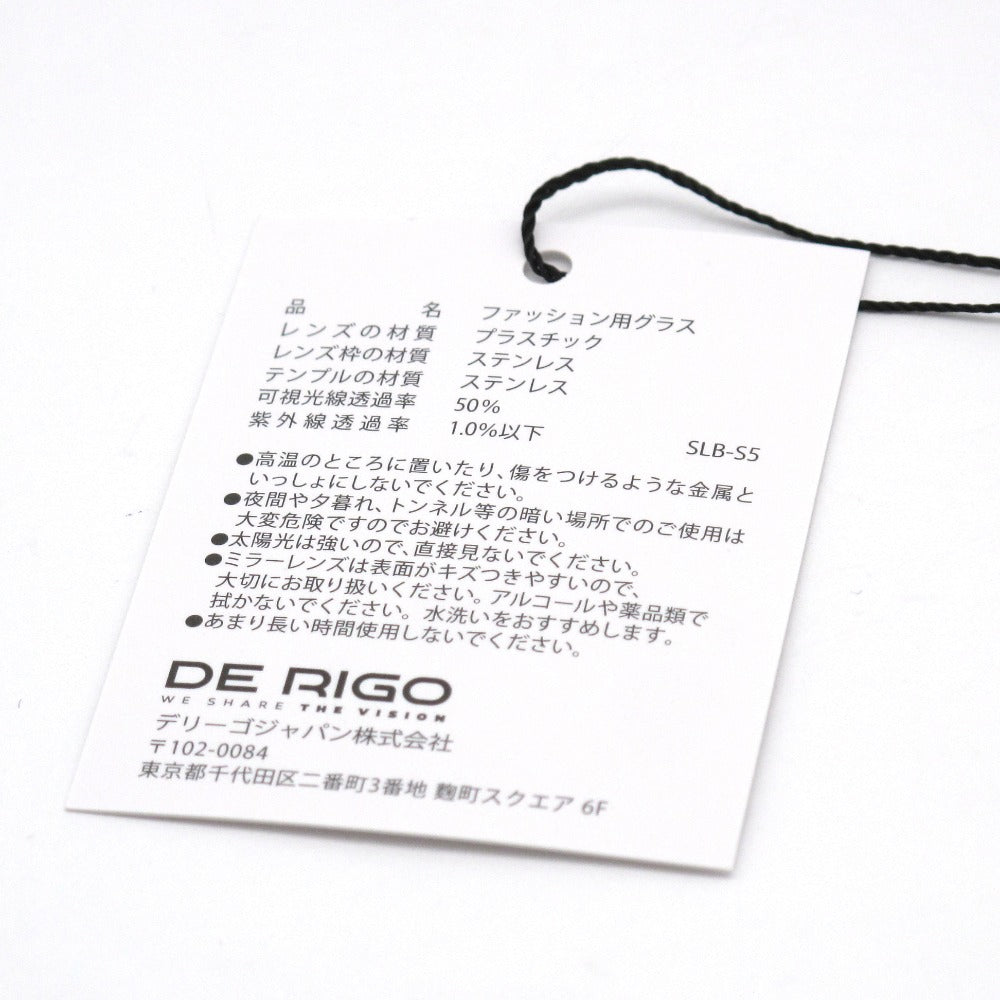 品名 ファッション用グラス
レンズの材質 プラスチック
レンズ枠の材質 ステンレス
テンプルの材質 ステンレス
可視光線透過率 50%
紫外線透過率 1.0%以下
SLB-S5
●高温のところに置いたり、傷をつけるような金属と
いっしょにしないでください。
●夜間や夕暮れ、トンネル等の暗い場所でのご使用は
大変危険ですのでお避けください。
●太陽光は強いので、直接見ないでください。
●ミラーレンズは表面がキズつきやすいので、
大切にお取り扱いください。アルコールや薬品類で
拭かないでください。水洗いをおすすめします。
●あまり長い時間使用しないでください。
DE RIGO
WE SHARE THE VISION
デリーゴジャパン株式会社
〒102-0084
東京都千代田区二番町3番地 麹町スクエア 6F